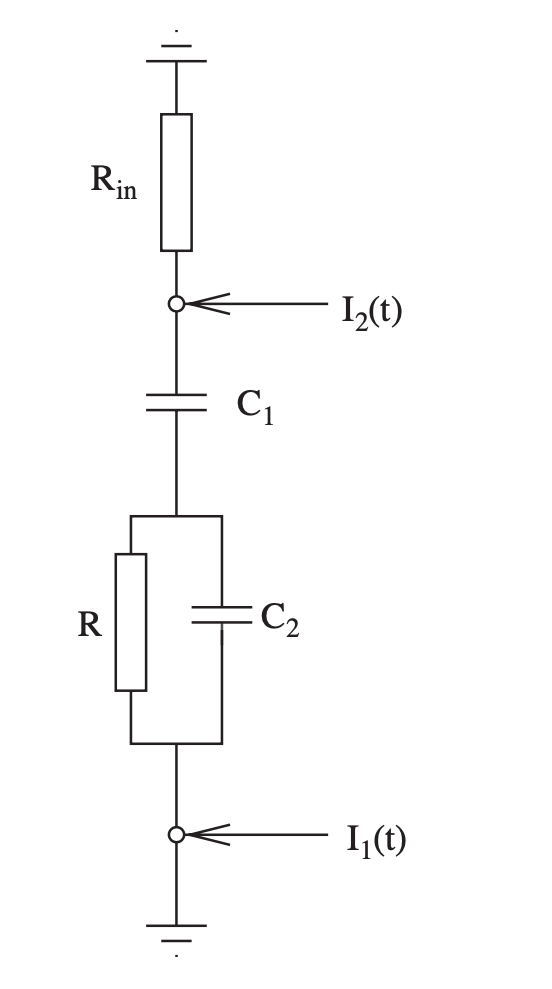 R_in
I_2(t)
C_1
R
C_2
I_1(t)